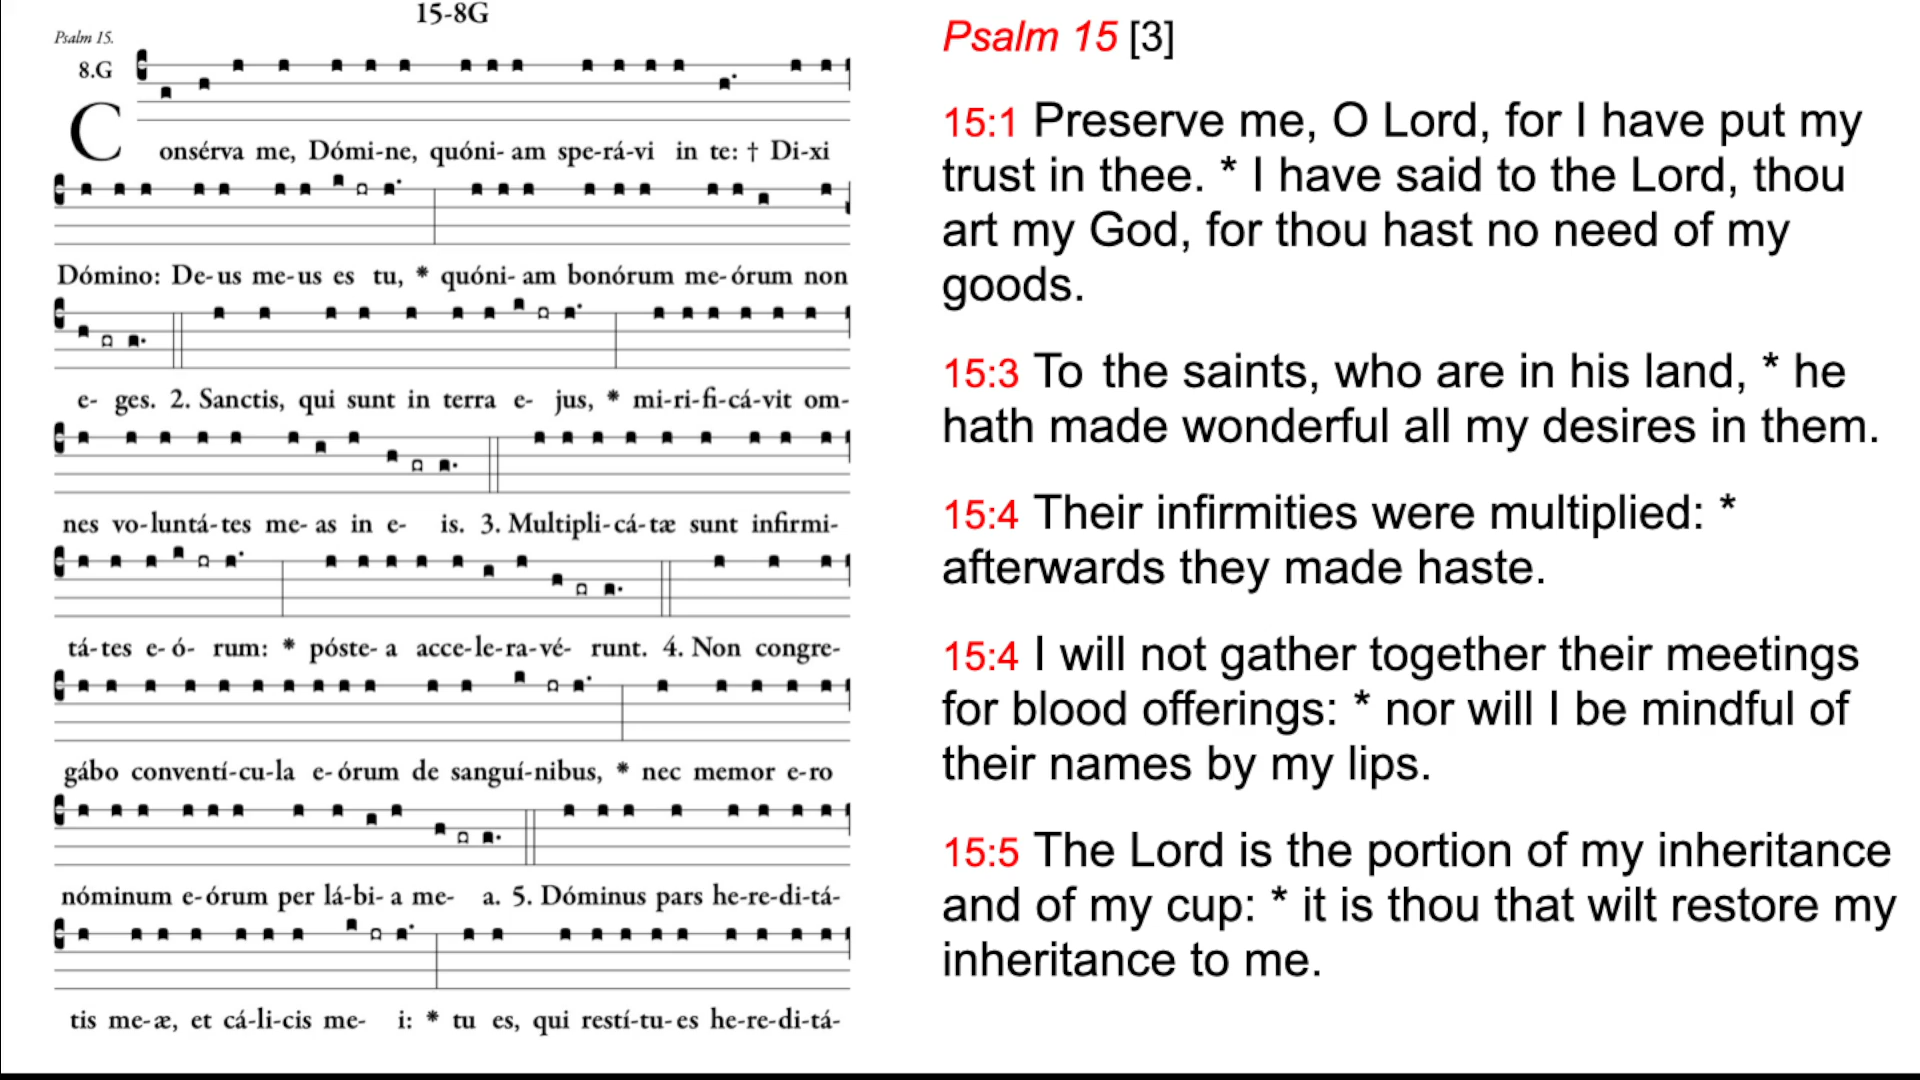 15-8G
Psalm 15.
8.G
Consérva me, Dómi-ne, quóni- am spe-rá-vi in te: † Di-xi
Dómino: De-us me-us es tu, * quóni- am bonórum me-órum non
e- ges. 2. Sanctis, qui sunt in terra e- jus, * mi-ri-fi-cá-vit om-
nes vo-luntá-tes me-as in e- is. 3. Multipli-cá-tæ sunt infirmi-
tá-tes e-ó- rum: * póste- a acce-le-ra-vé- runt. 4. Non congre-
gábo conventí-cu-la e-órum de sanguí-nibus, * nec memor e-ro
nóminum e-órum per lá-bi- a me- a. 5. Dóminus pars he-re-di-tá-
tis me-æ, et cá-li-cis me- i: * tu es, qui restí-tu-es he-re-di-tá-
Psalm 15 [3]
15:1 Preserve me, O Lord, for I have put my
trust in thee. * I have said to the Lord, thou
art my God, for thou hast no need of my
goods.
15:3 To the saints, who are in his land, * he
hath made wonderful all my desires in them.
15:4 Their infirmities were multiplied: *
afterwards they made haste.
15:4 I will not gather together their meetings
for blood offerings: * nor will I be mindful of
their names by my lips.
15:5 The Lord is the portion of my inheritance
and of my cup: * it is thou that wilt restore my
inheritance to me.